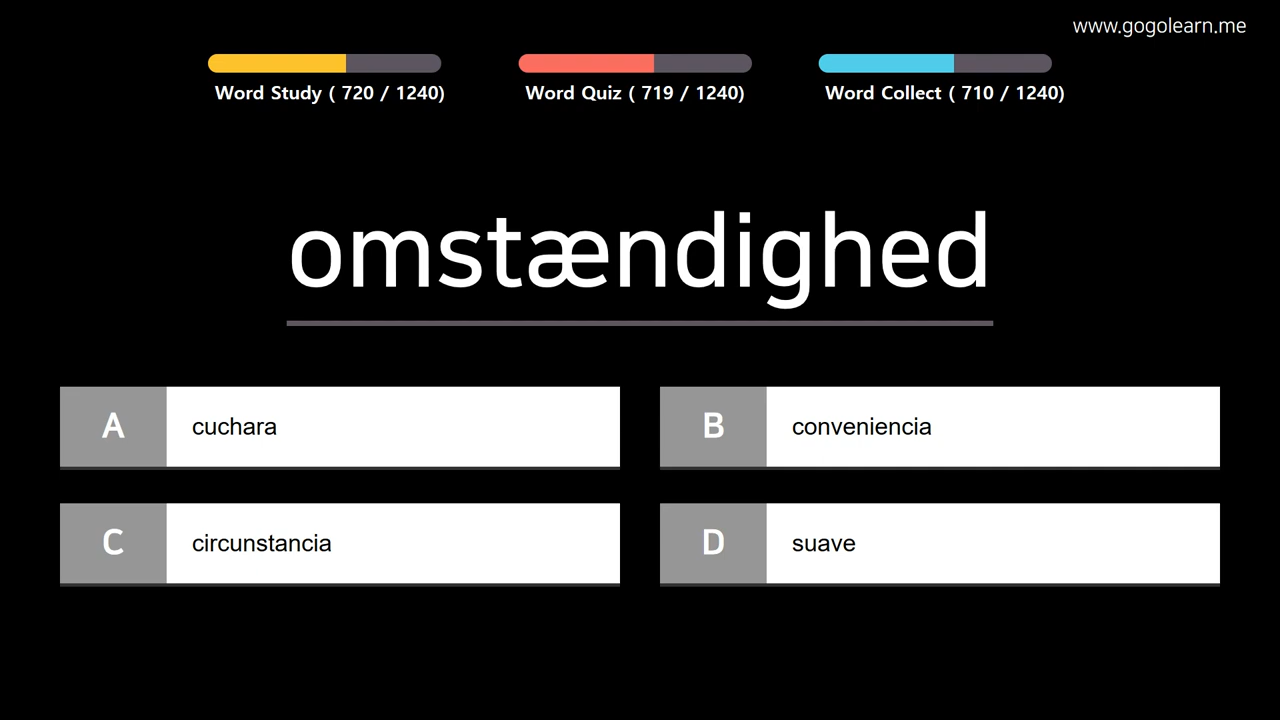 www.gogolearn.me
Word Study ( 720 / 1240)
Word Quiz ( 719 / 1240)
Word Collect ( 710 / 1240)
omstændighed
A
cuchara
B
conveniencia
C
circunstancia
D
suave